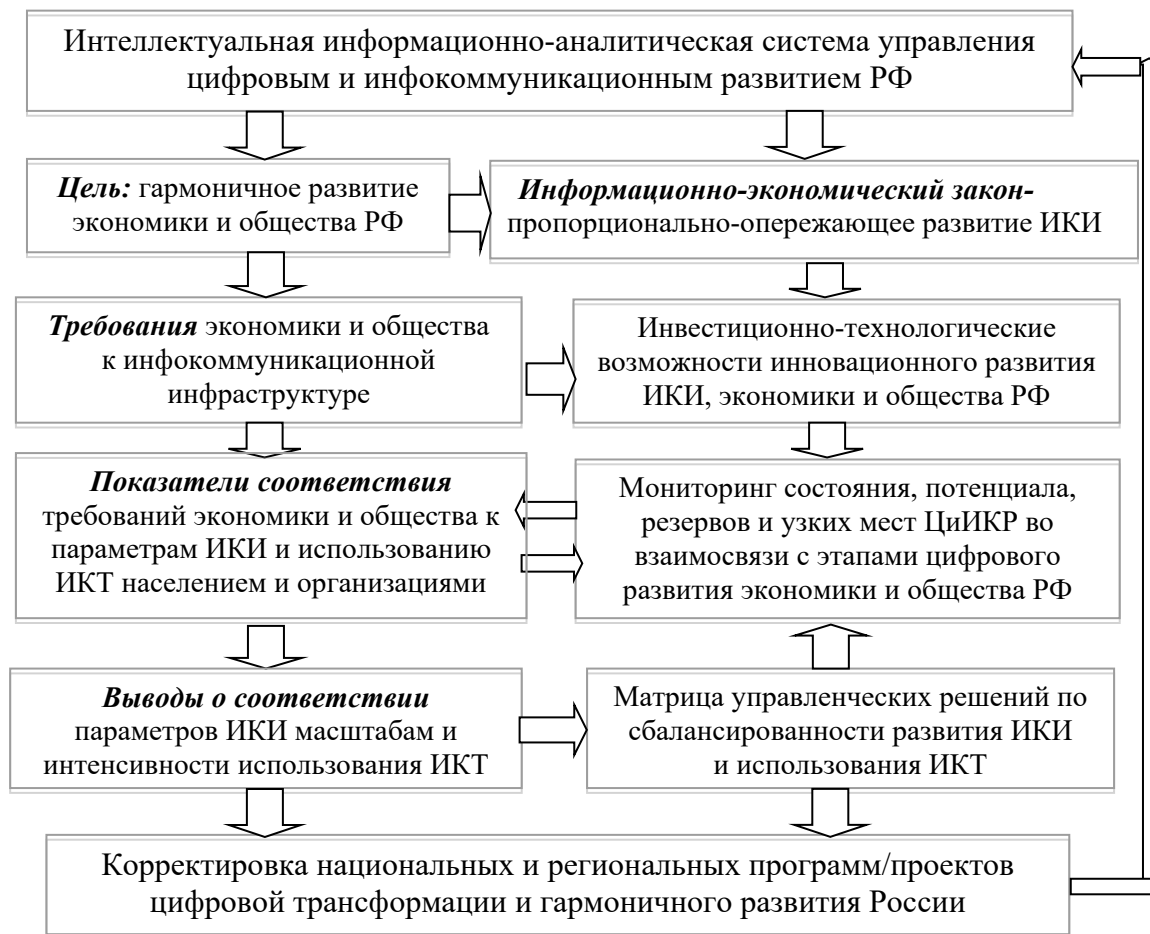 Интеллектуальная информационно-аналитическая система управления
цифровым и инфокоммуникационным развитием РФ
Цель: гармоничное развитие
экономики и общества РФ
Информационно-экономический закон-
пропорционально-опережающее развитие ИКИ
Требования экономики и общества
к инфокоммуникационной
инфраструктуре
Инвестиционно-технологические
возможности инновационного развития
ИКИ, экономики и общества РФ
Показатели соответствия
требований экономики и общества к
параметрам ИКИ и использованию
ИКТ населением и организациями
Мониторинг состояния, потенциала,
резервов и узких мест ЦиИКР во
взаимосвязи с этапами цифрового
развития экономики и общества РФ
Выводы о соответствии
параметров ИКИ масштабам и
интенсивности использования ИКТ
Матрица управленческих решений по
сбалансированности развития ИКИ
и использования ИКТ
Корректировка национальных и региональных программ/проектов
цифровой трансформации и гармоничного развития России